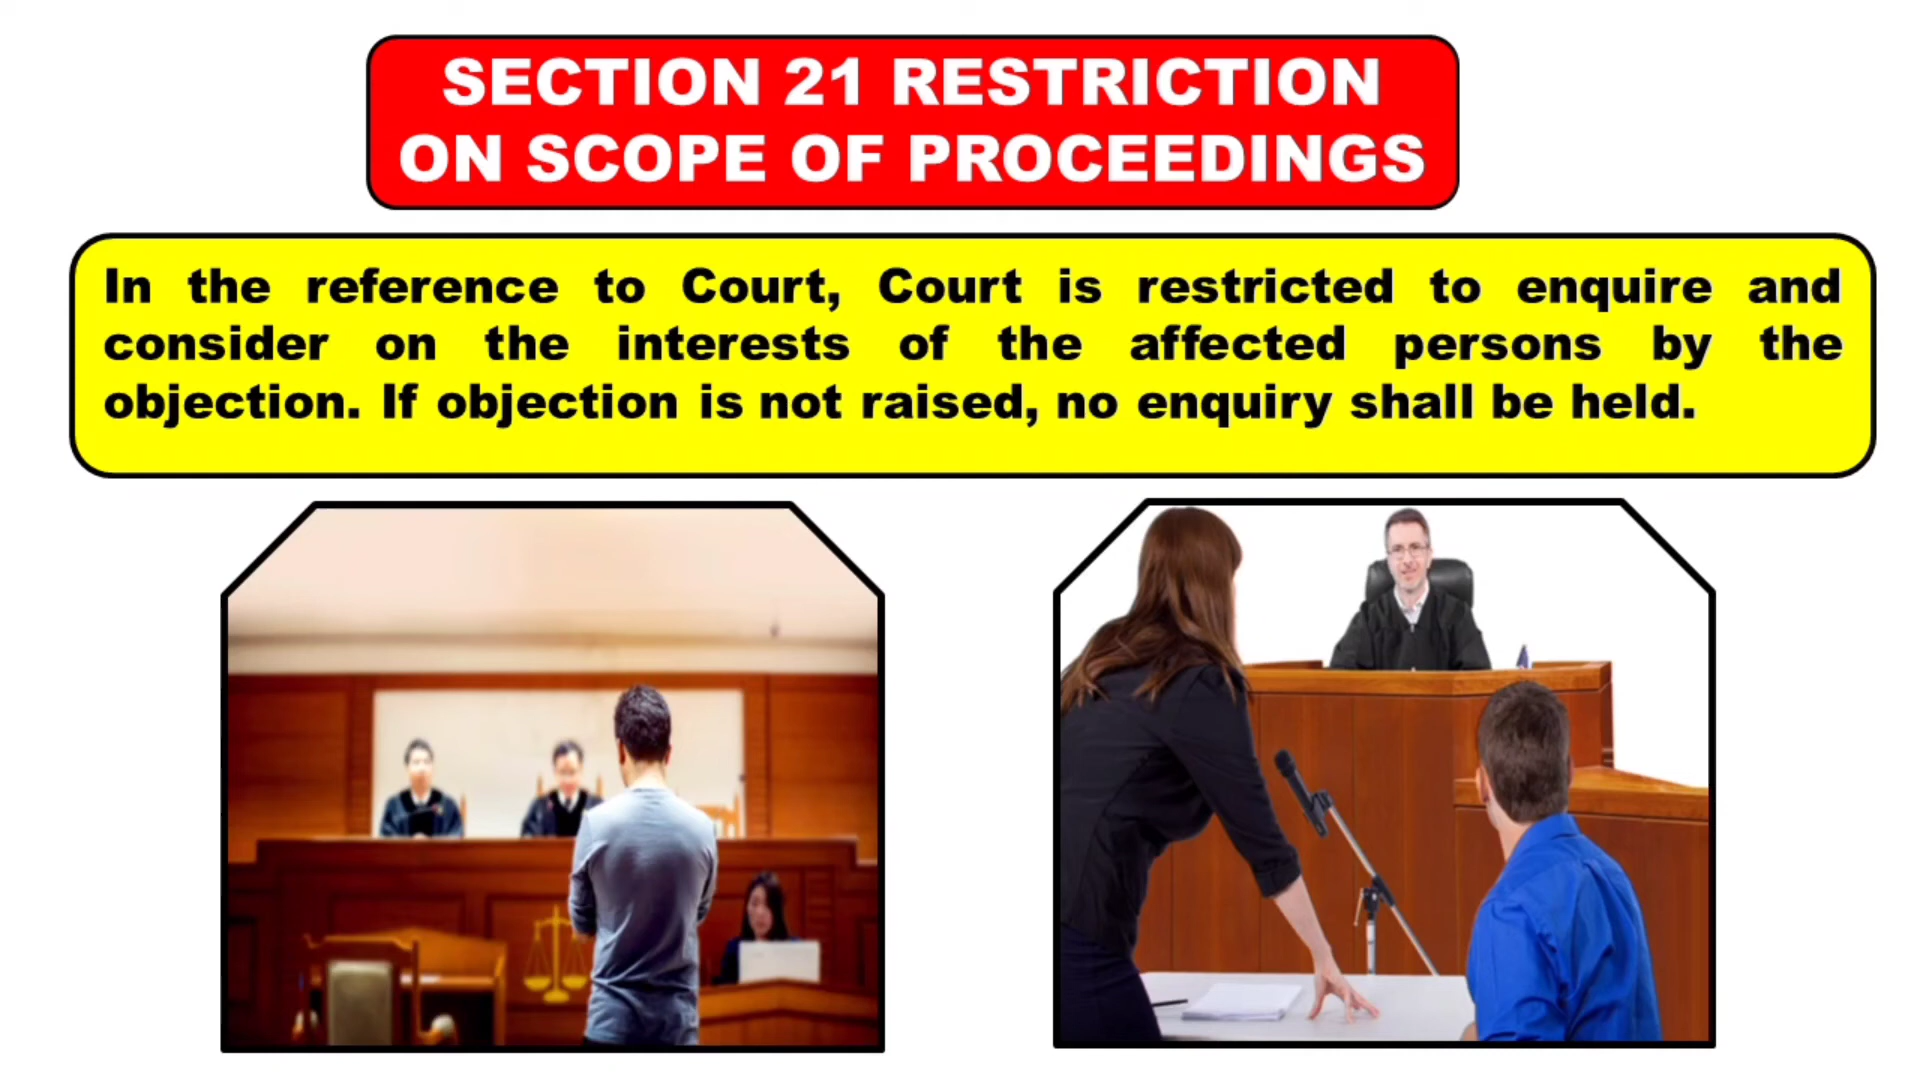 SECTION 21 RESTRICTION
ON SCOPE OF PROCEEDINGS
In the reference to Court, Court is restricted to enquire and
consider on the interests of the affected persons by the
objection. If objection is not raised, no enquiry shall be held.